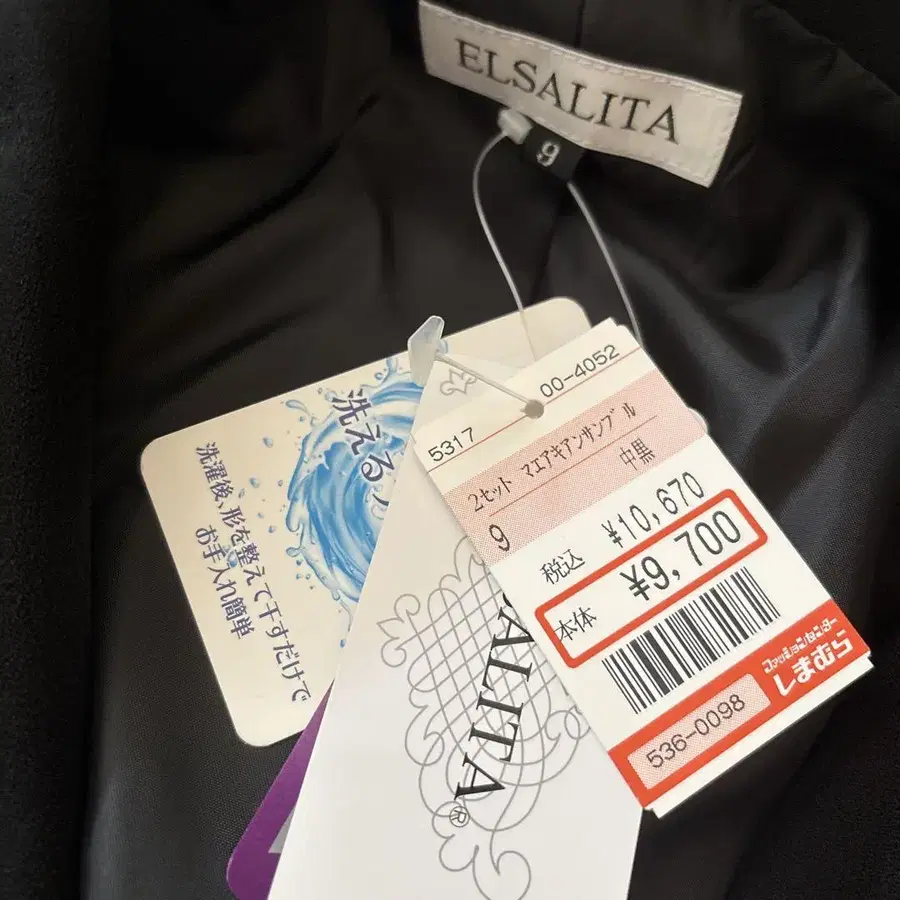 ELSALITA
9
洗える
洗濯後、形を整えて干すだけで
お手入れ簡単
ALITA®
5317
00-4052
2セット マエアキアンサンブル
9
中黒
税込 ¥10,670
本体 ¥9,700
ファッションセンター
しまむら
536-0098